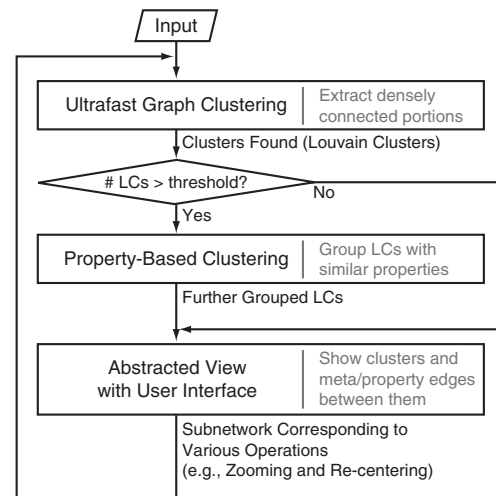 Input
Ultrafast Graph Clustering
Extract densely
connected portions
Clusters Found (Louvain Clusters)
# LCs > threshold?
No
Yes
Property-Based Clustering
Group LCs with
similar properties
Further Grouped LCs
Abstracted View
with User Interface
Show clusters and
meta/property edges
between them
Subnetwork Corresponding to
Various Operations
(e.g., Zooming and Re-centering)